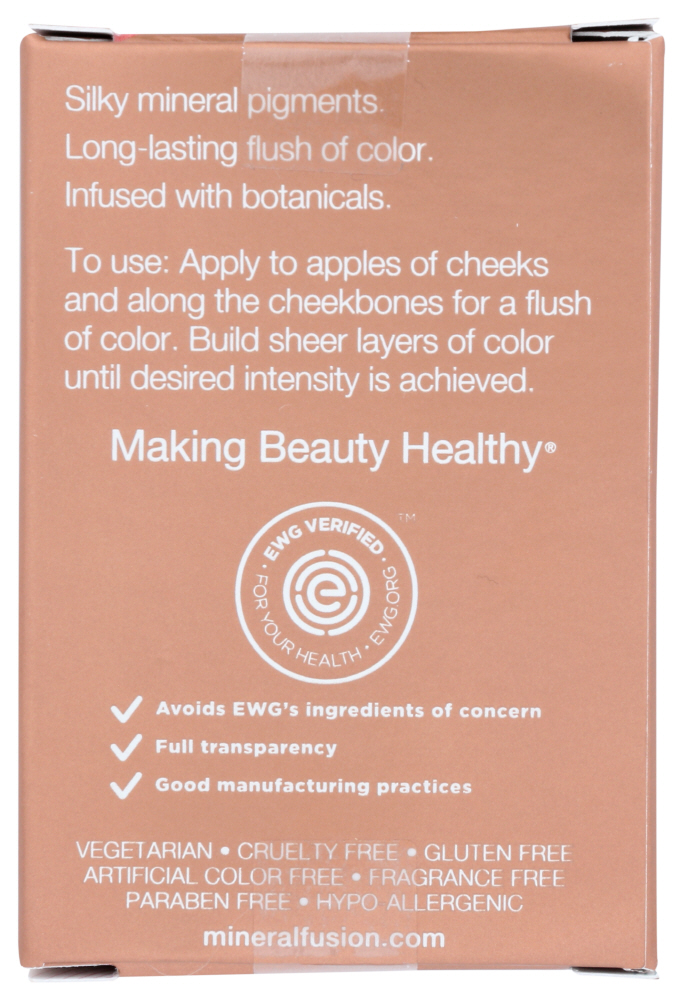 Silky mineral pigments.
Long-lasting flush of color.
Infused with botanicals.
To use: Apply to apples of cheeks
and along the cheekbones for a flush
of color. Build sheer layers of color
until desired intensity is achieved.
Making Beauty Healthy®
EWG VERIFIED ™
• FOR YOUR HEALTH • EWG.ORG •
e
✓ Avoids EWG's ingredients of concern
✓ Full transparency
✓ Good manufacturing practices
VEGETARIAN • CRUELTY FREE • GLUTEN FREE
ARTIFICIAL COLOR FREE • FRAGRANCE FREE
PARABEN FREE • HYPO ALLERGENIC
mineralfusion.com